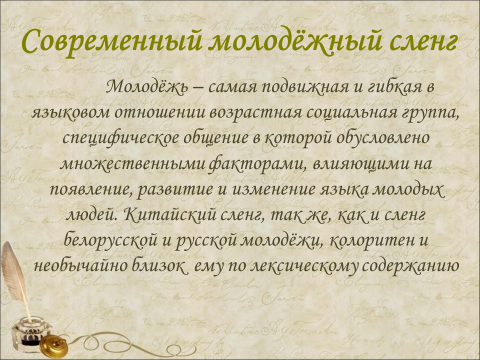 Современный молодёжный сленг
Молодёжь – самая подвижная и гибкая в
языковом отношении возрастная социальная группа,
специфическое общение в которой обусловлено
множественными факторами, влияющими на
появление, развитие и изменение языка молодых
людей. Китайский сленг, так же, как и сленг
белорусской и русской молодёжи, колоритен и
необычайно близок ему по лексическому содержанию